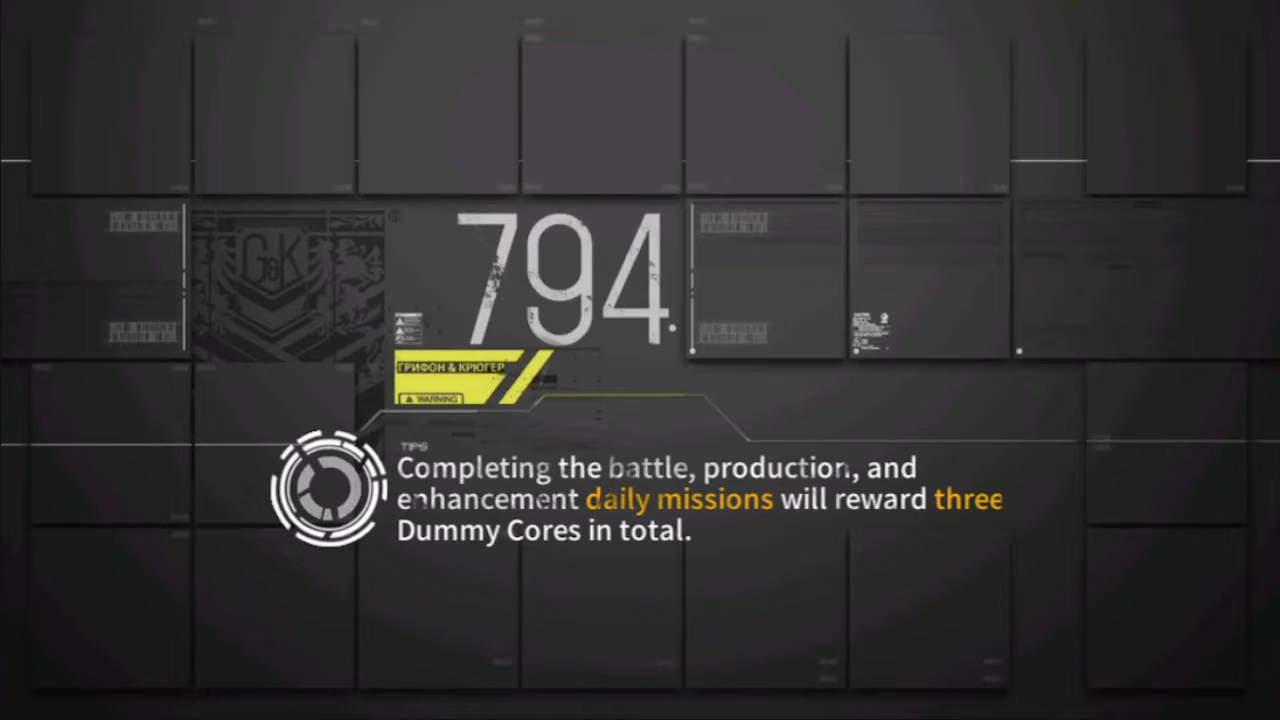 G&K
794.
ГРИФОН & КРЮГЕР
WARNING
TIPS
Completing the battle, production, and
enhancement daily missions will reward three
Dummy Cores in total.